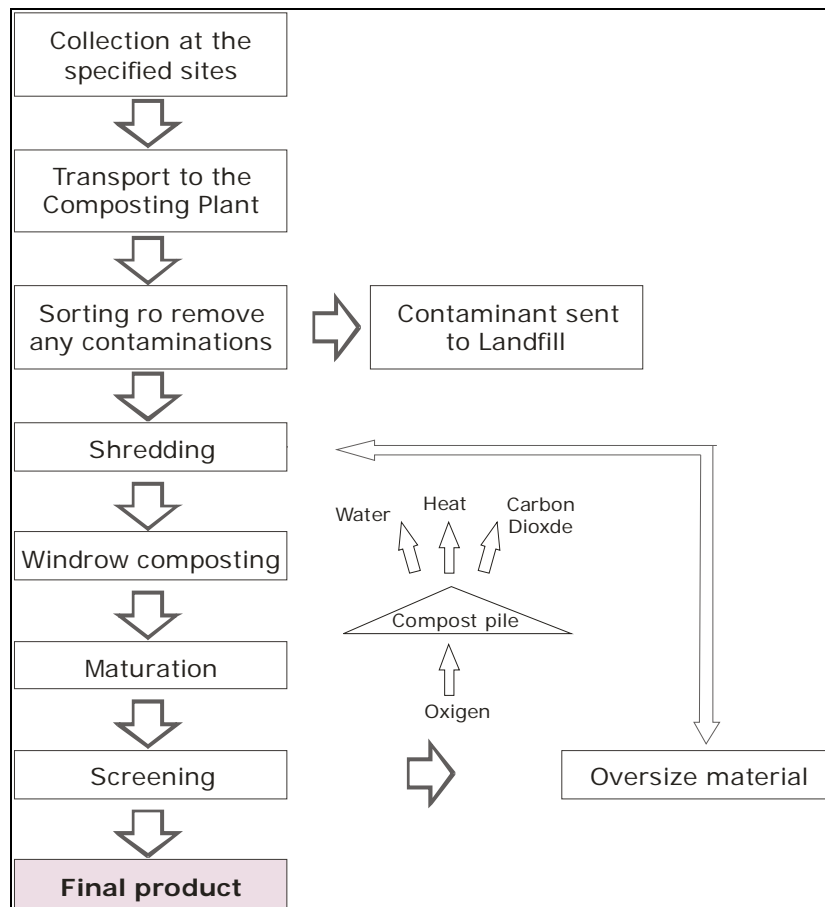 Collection at the
specified sites
Transport to the
Composting Plant
Sorting ro remove
any contaminations
Contaminant sent
to Landfill
Shredding
Water
Heat
Carbon
Dioxde
Windrow composting
Compost pile
Maturation
Oxigen
Screening
Oversize material
Final product